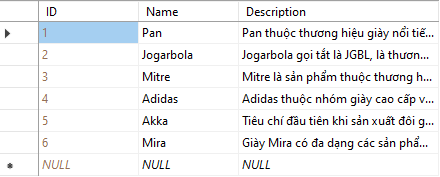 ID Name Description
1 Pan Pan thuộc thương hiệu giày nổi tiế...
2 Jogarbola Jogarbola gọi tắt là JGBL, là thươn...
3 Mitre Mitre là sản phẩm thuộc thương h...
4 Adidas Adidas thuộc nhóm giày cao cấp v...
5 Akka Tiêu chí đầu tiên khi sản xuất đôi g...
6 Mira Giày Mira có đa dạng các sản phẩ...
NULL NULL NULL